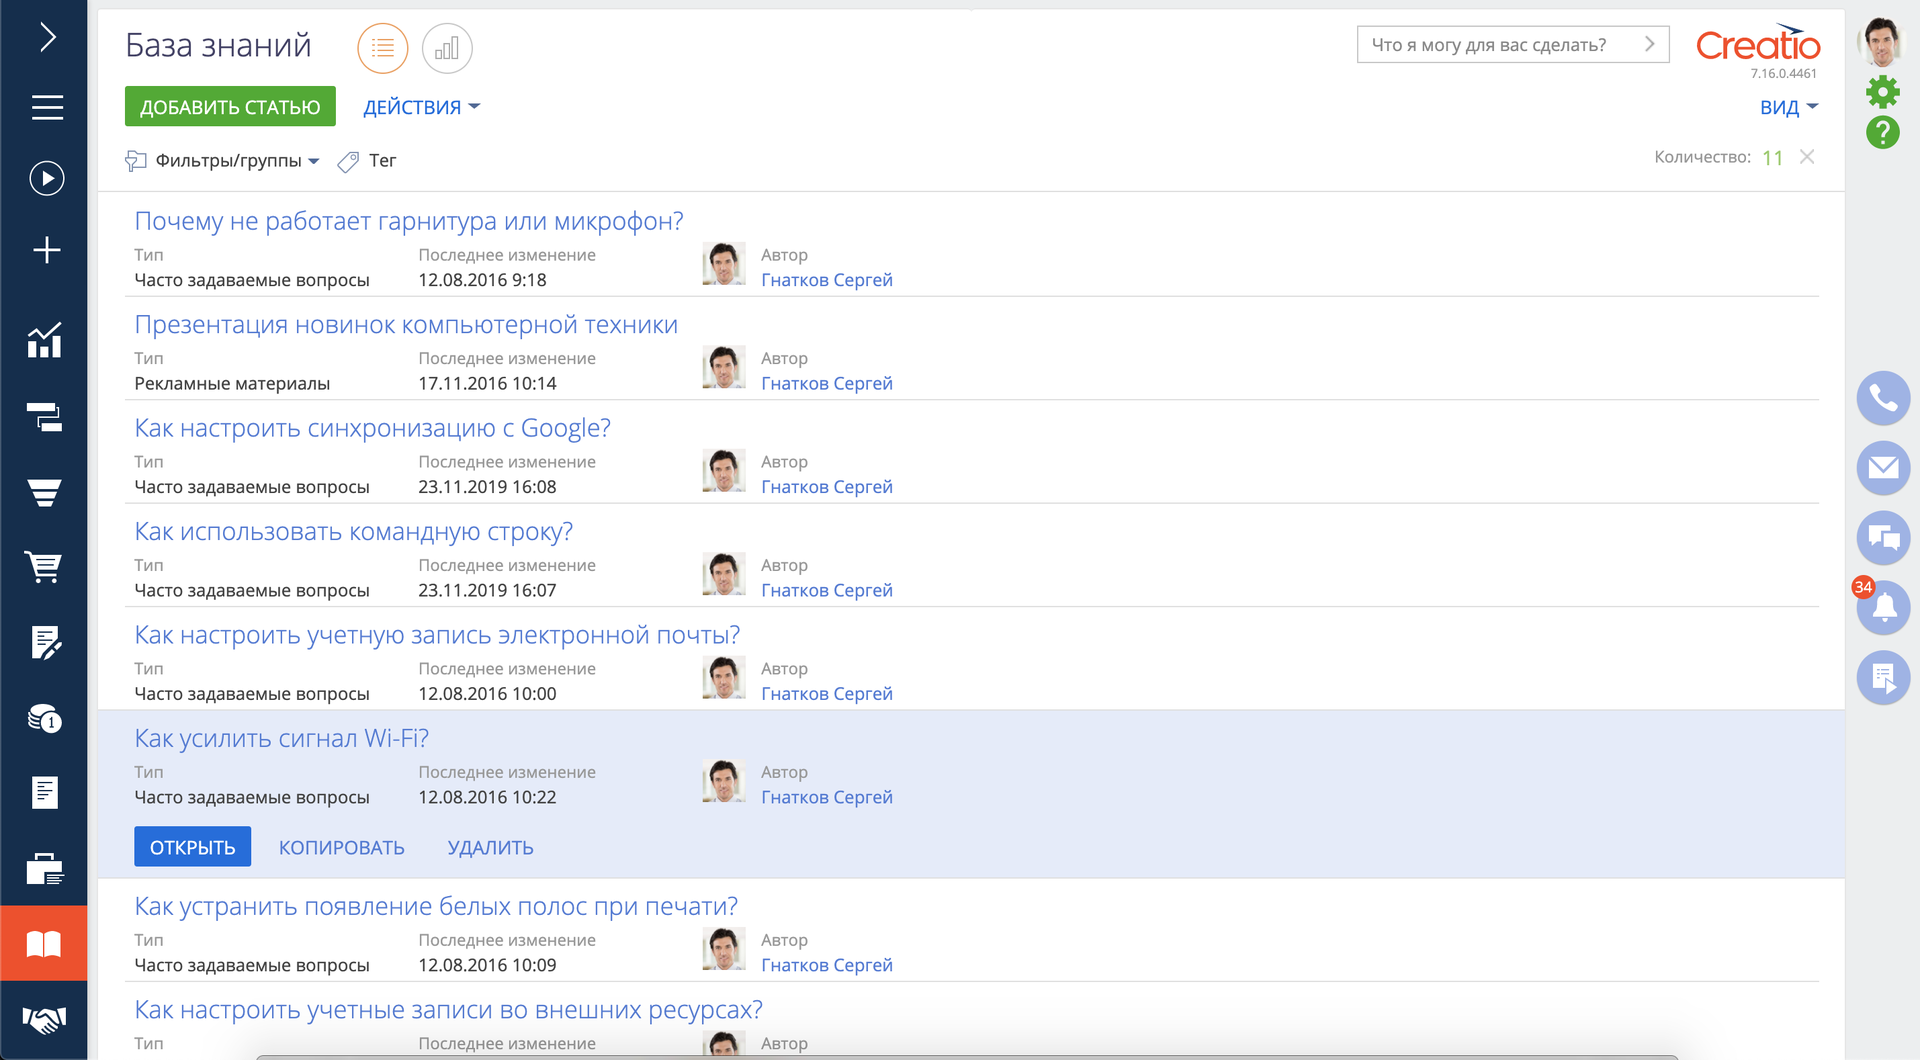 База знаний
Что я могу для вас сделать?
Creatio
7.16.0.4461
ДОБАВИТЬ СТАТЬЮ
ДЕЙСТВИЯ
ВИД
Фильтры/группы
Тег
Количество: 11
Почему не работает гарнитура или микрофон?
Тип Последнее изменение Автор
Часто задаваемые вопросы 12.08.2016 9:18 Гнатков Сергей
Презентация новинок компьютерной техники
Тип Последнее изменение Автор
Рекламные материалы 17.11.2016 10:14 Гнатков Сергей
Как настроить синхронизацию с Google?
Тип Последнее изменение Автор
Часто задаваемые вопросы 23.11.2019 16:08 Гнатков Сергей
Как использовать командную строку?
Тип Последнее изменение Автор
Часто задаваемые вопросы 23.11.2019 16:07 Гнатков Сергей
34
Как настроить учетную запись электронной почты?
Тип Последнее изменение Автор
Часто задаваемые вопросы 12.08.2016 10:00 Гнатков Сергей
1
Как усилить сигнал Wi-Fi?
Тип Последнее изменение Автор
Часто задаваемые вопросы 12.08.2016 10:22 Гнатков Сергей
ОТКРЫТЬ КОПИРОВАТЬ УДАЛИТЬ
Как устранить появление белых полос при печати?
Тип Последнее изменение Автор
Часто задаваемые вопросы 12.08.2016 10:09 Гнатков Сергей
Как настроить учетные записи во внешних ресурсах?
Тип Последнее изменение Автор